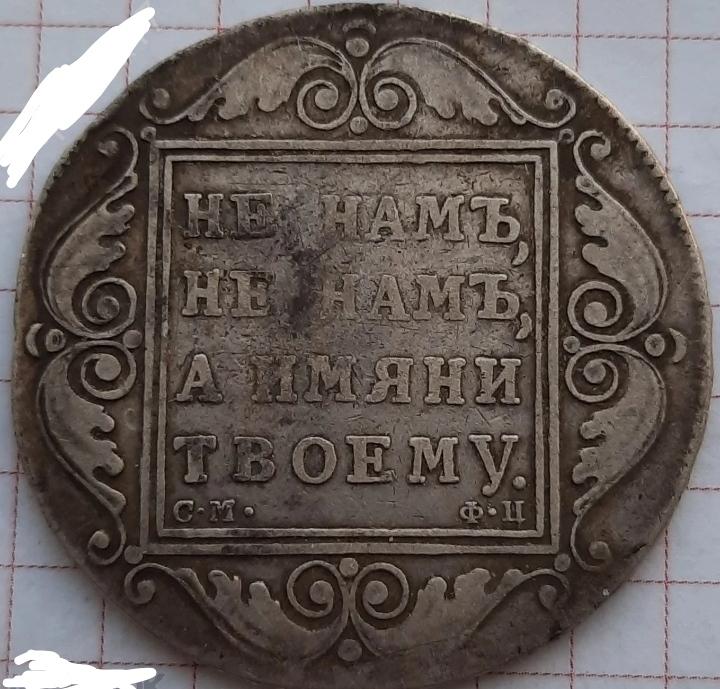 НЕ НАМЪ,
НЕ НАМЪ,
А ИМЯНИ
ТВОЕМУ.
С·М· Ф·Ц